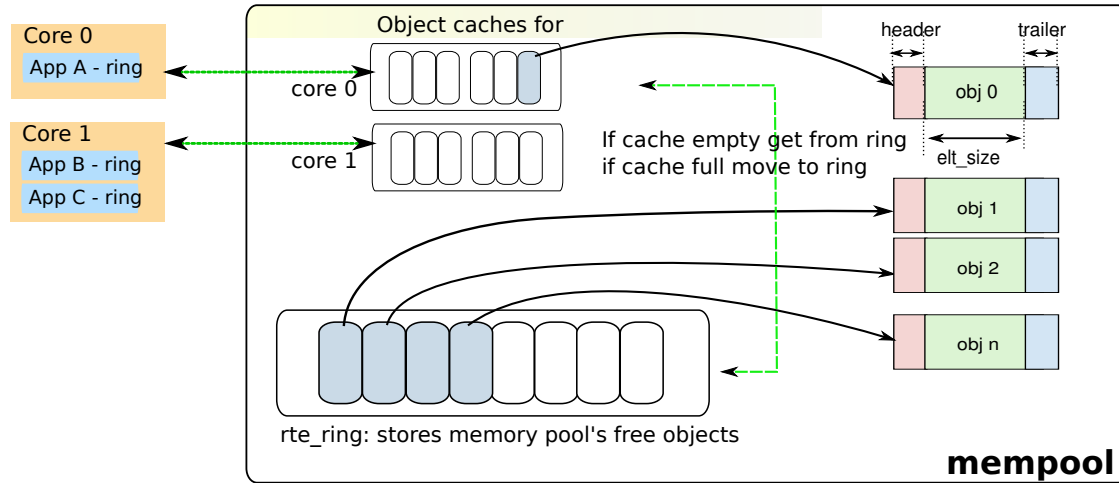 Object caches for
Core 0
App A - ring
core 0
Core 1
App B - ring
App C - ring
core 1
If cache empty get from ring
if cache full move to ring
header
trailer
obj 0
elt_size
obj 1
obj 2
obj n
rte_ring: stores memory pool's free objects
mempool